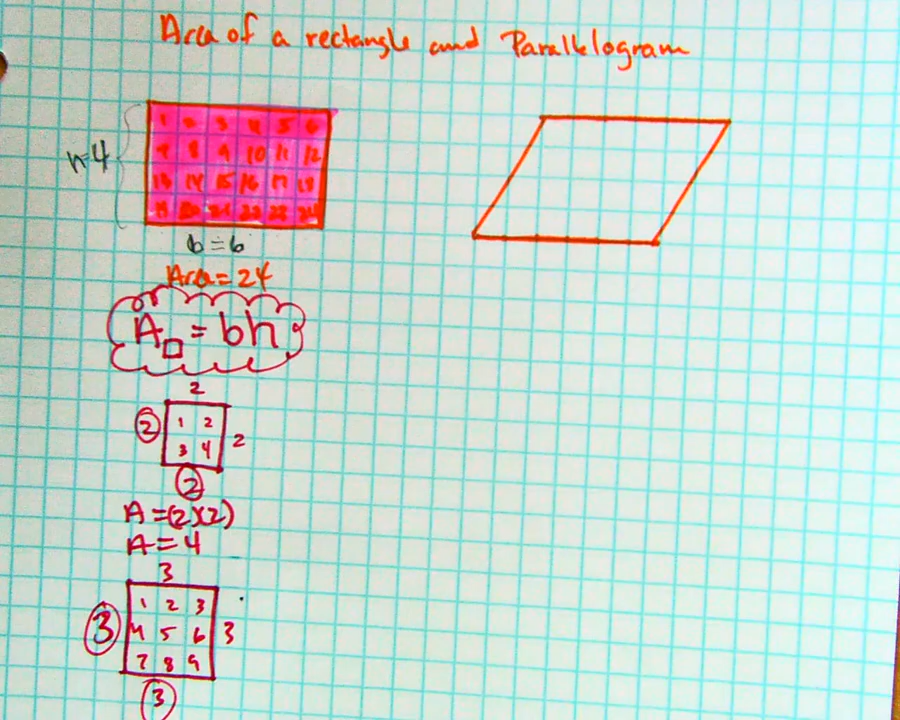 Area of a rectangle and Parallelogram
1 2 3 4 5 6
7 8 9 10 11 12
h=4
13 14 15 16 17 18
19 20 21 22 23 24
b=6
Area=24
A□=bh
2
2 1 2
3 4 2
2
A=(2)(2)
A=4
3
1 2 3
3 4 5 6 3
7 8 9
3